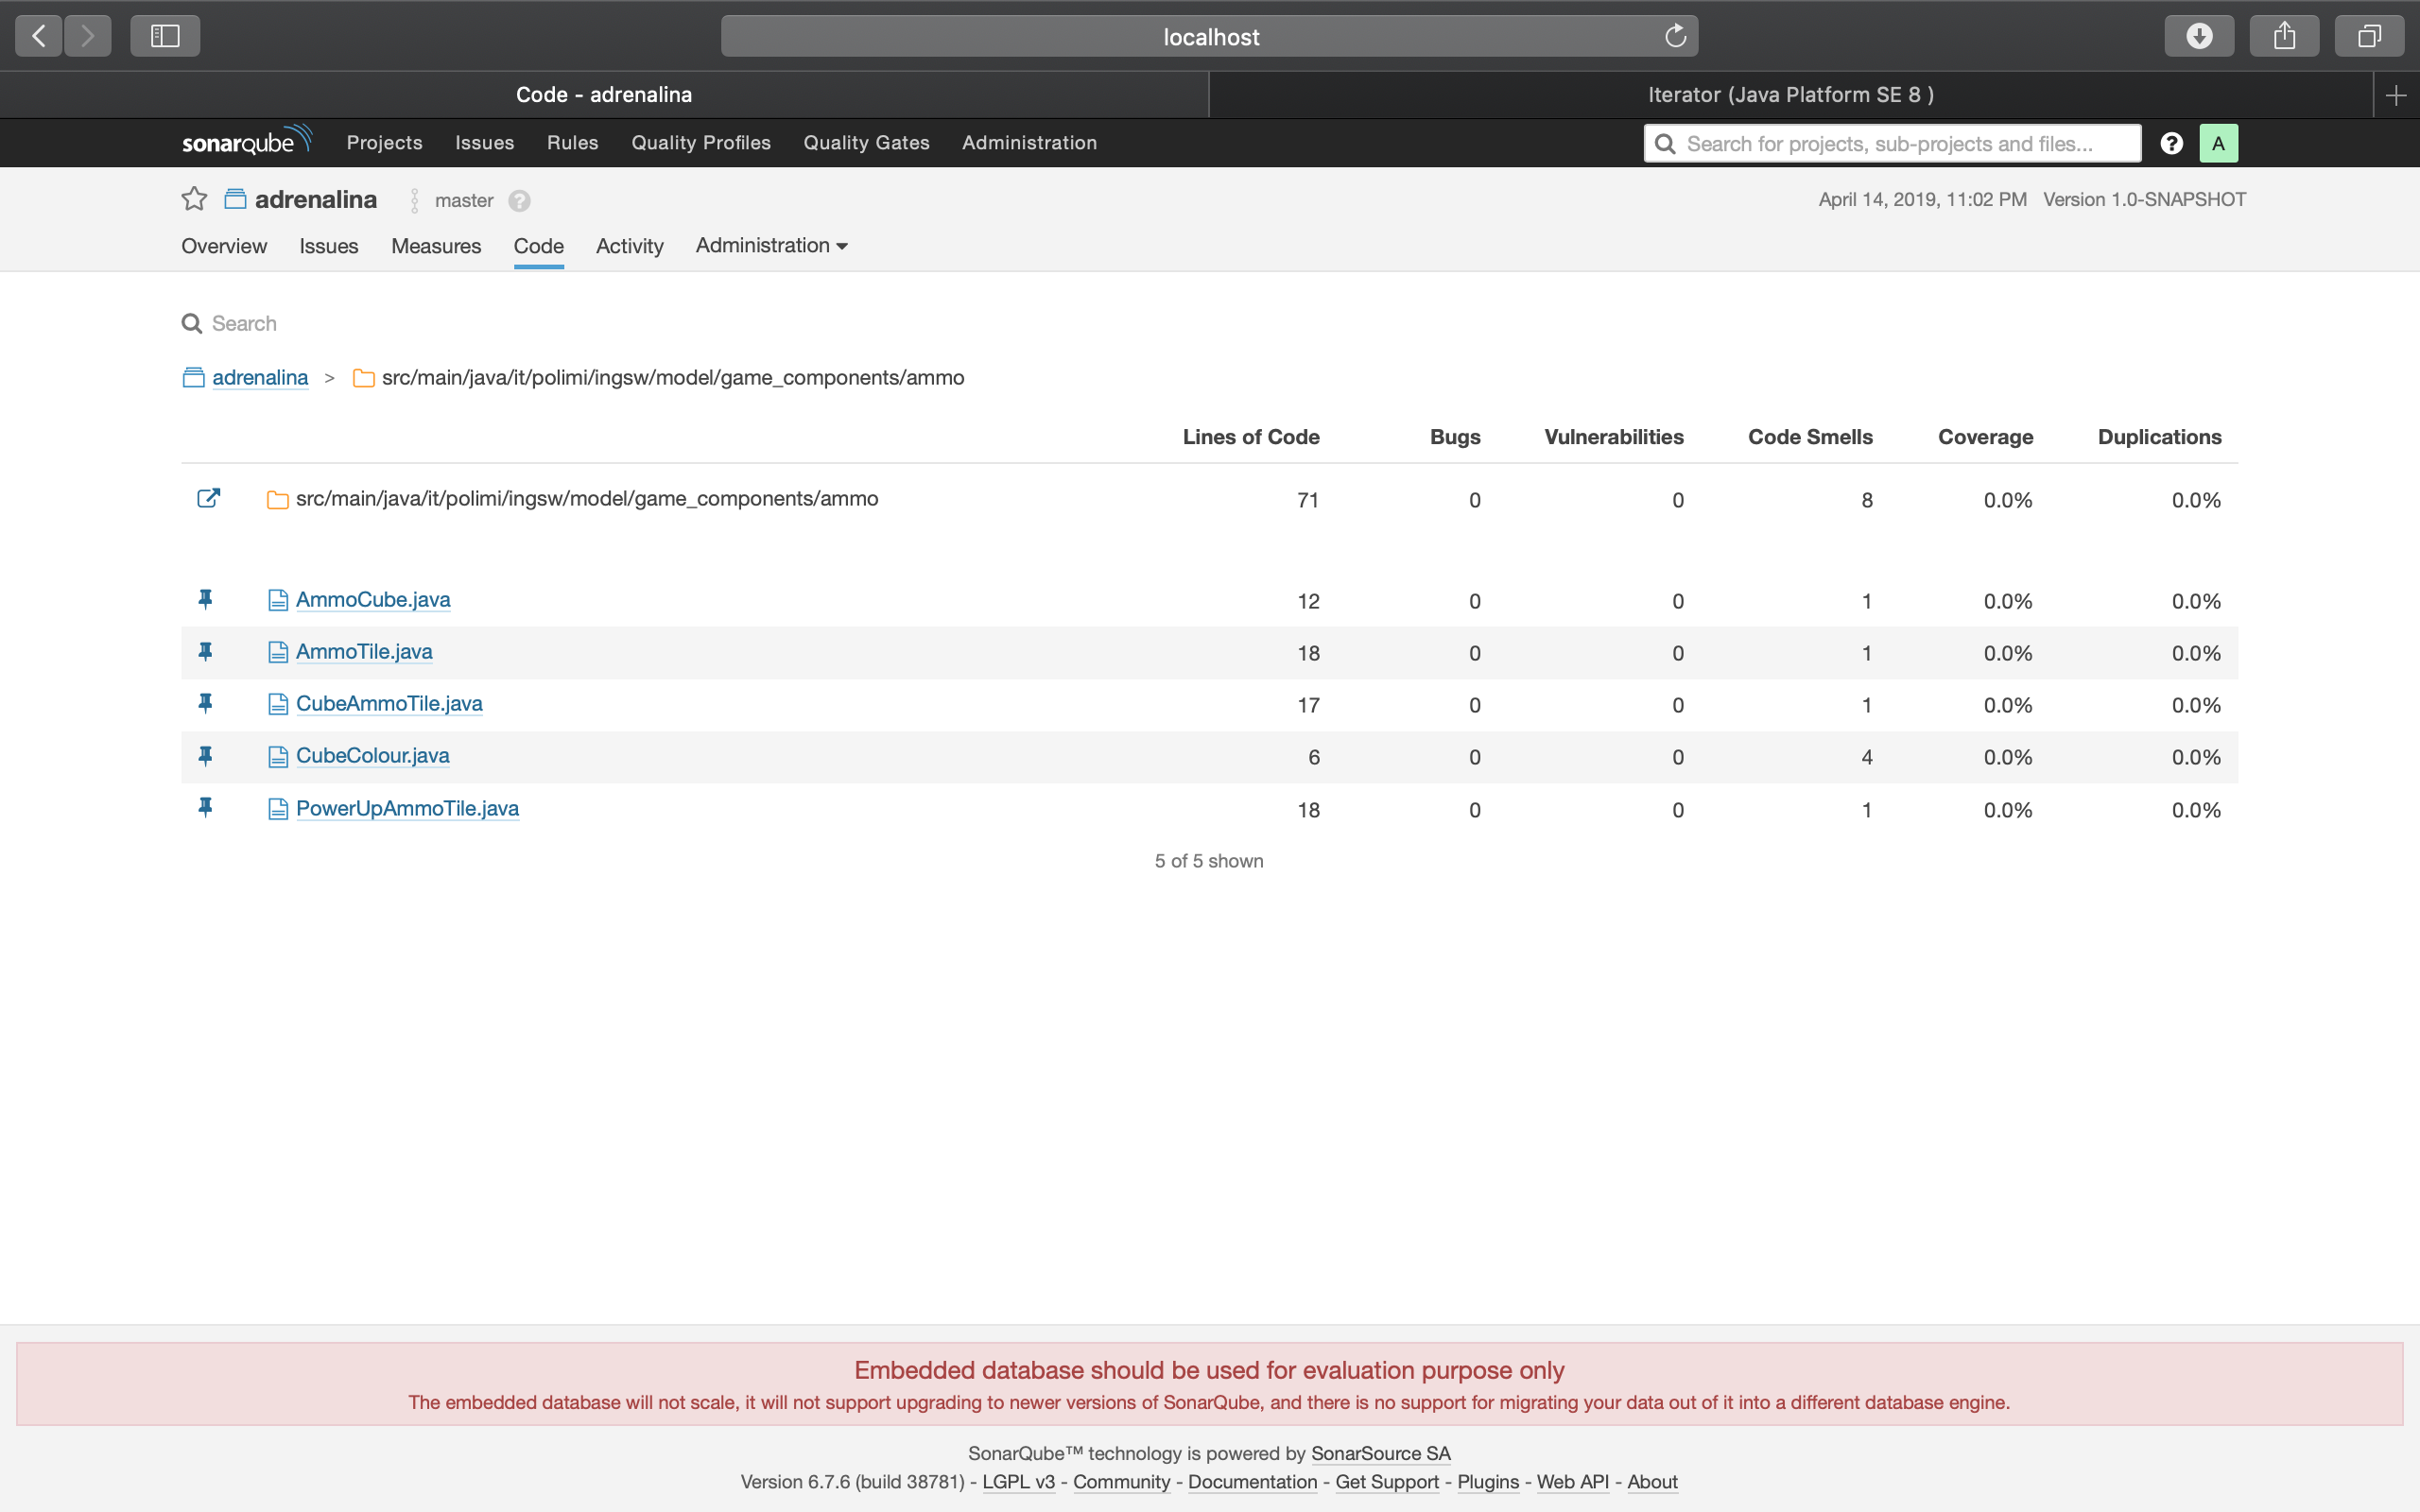 localhost
Code - adrenalina
Iterator (Java Platform SE 8 )
sonarqube Projects Issues Rules Quality Profiles Quality Gates Administration Search for projects, sub-projects and files... ? A
adrenalina master ? April 14, 2019, 11:02 PM Version 1.0-SNAPSHOT
Overview Issues Measures Code Activity Administration
Search
adrenalina > src/main/java/it/polimi/ingsw/model/game_components/ammo
Lines of Code Bugs Vulnerabilities Code Smells Coverage Duplications
src/main/java/it/polimi/ingsw/model/game_components/ammo 71 0 0 8 0.0% 0.0%
AmmoCube.java 12 0 0 1 0.0% 0.0%
AmmoTile.java 18 0 0 1 0.0% 0.0%
CubeAmmoTile.java 17 0 0 1 0.0% 0.0%
CubeColour.java 6 0 0 4 0.0% 0.0%
PowerUpAmmoTile.java 18 0 0 1 0.0% 0.0%
5 of 5 shown
Embedded database should be used for evaluation purpose only
The embedded database will not scale, it will not support upgrading to newer versions of SonarQube, and there is no support for migrating your data out of it into a different database engine.
SonarQube™ technology is powered by SonarSource SA
Version 6.7.6 (build 38781) - LGPL v3 - Community - Documentation - Get Support - Plugins - Web API - About